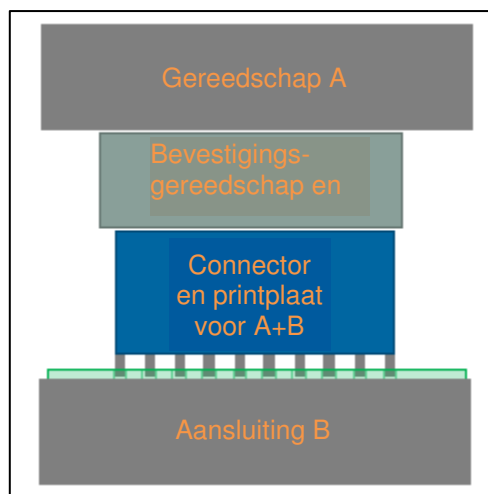 Gereedschap A
Bevestigings-
gereedschap en
Connector
en printplaat
voor A+B
Aansluiting B